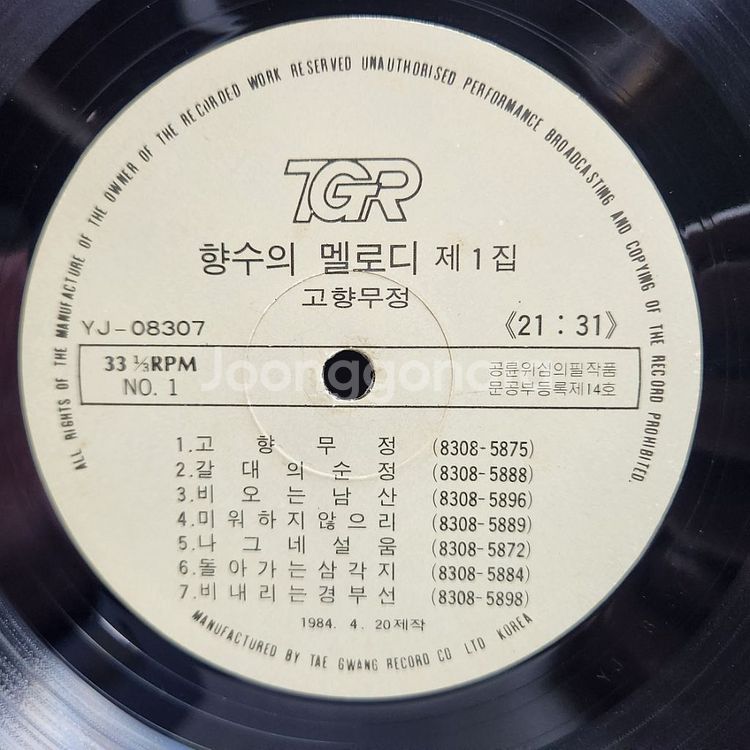 ALL RIGHTS OF THE MANUFACTURE OF THE OWNER OF THE RECORDED WORK RESERVED UNAUTHORISED PERFORMANCE BROADCASTING AND COPYING OF THE RECORD PROHIBITED.
TGR
향수의 멜로디 제1집
고향무정
YJ-08307 《21:31》
33 ⅓RPM 공륜위심의필작품
NO. 1 문공부등록제14호
Joonggonara
1.고향무정 (8308-5875)
2.갈대의순정 (8308-5888)
3.비오는남산 (8308-5896)
4.미워하지않으리 (8308-5889)
5.나그네설움 (8308-5872)
6.돌아가는삼각지 (8308-5884)
7.비내리는경부선 (8308-5898)
1984. 4. 20제작
MANUFACTURED BY TAE GWANG RECORD CO LTD KOREA